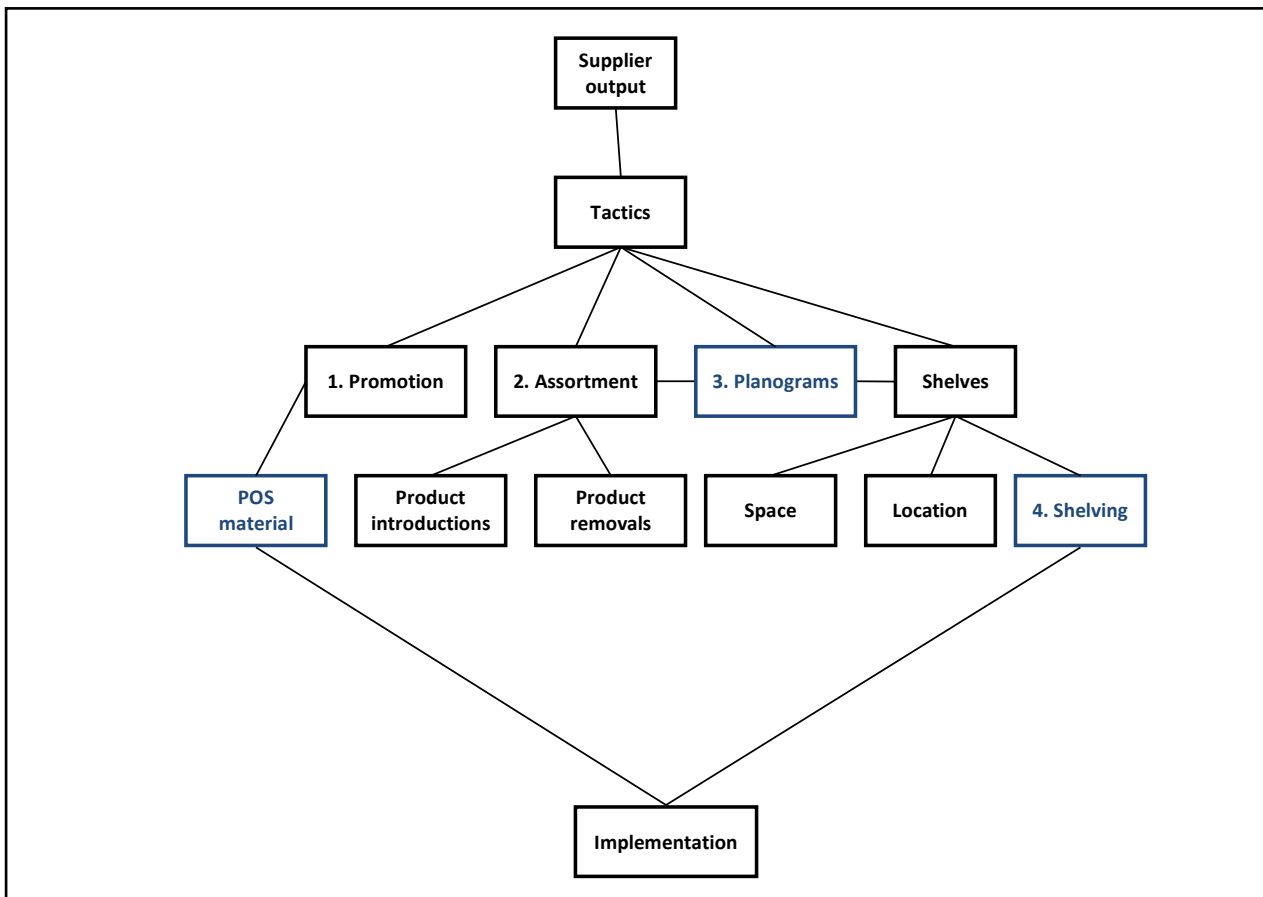 Supplier
output
Tactics
1. Promotion
2. Assortment
3. Planograms
Shelves
POS
material
Product
introductions
Product
removals
Space
Location
4. Shelving
Implementation